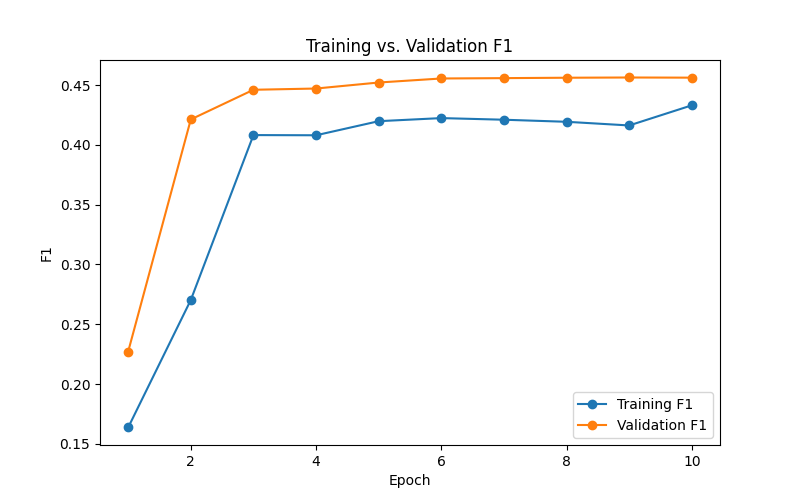 Training vs. Validation F1
0.45
0.40
0.35
0.30
0.25
0.20
0.15
F1
2 4 6 8 10
Epoch
Training F1
Validation F1